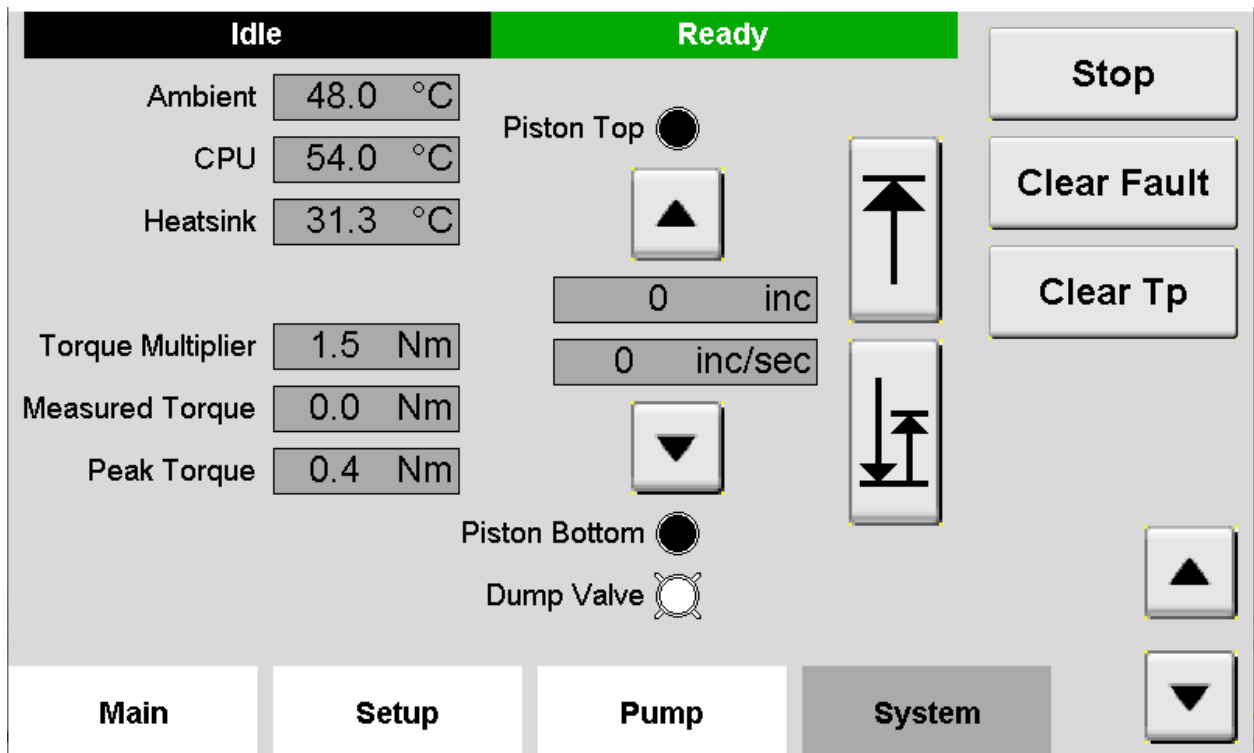 Idle
Ready
Stop
Ambient 48.0 °C
Piston Top
CPU 54.0 °C
Clear Fault
Heatsink 31.3 °C
Clear Tp
0 inc
Torque Multiplier 1.5 Nm
0 inc/sec
Measured Torque 0.0 Nm
Peak Torque 0.4 Nm
Piston Bottom
Dump Valve
Main
Setup
Pump
System